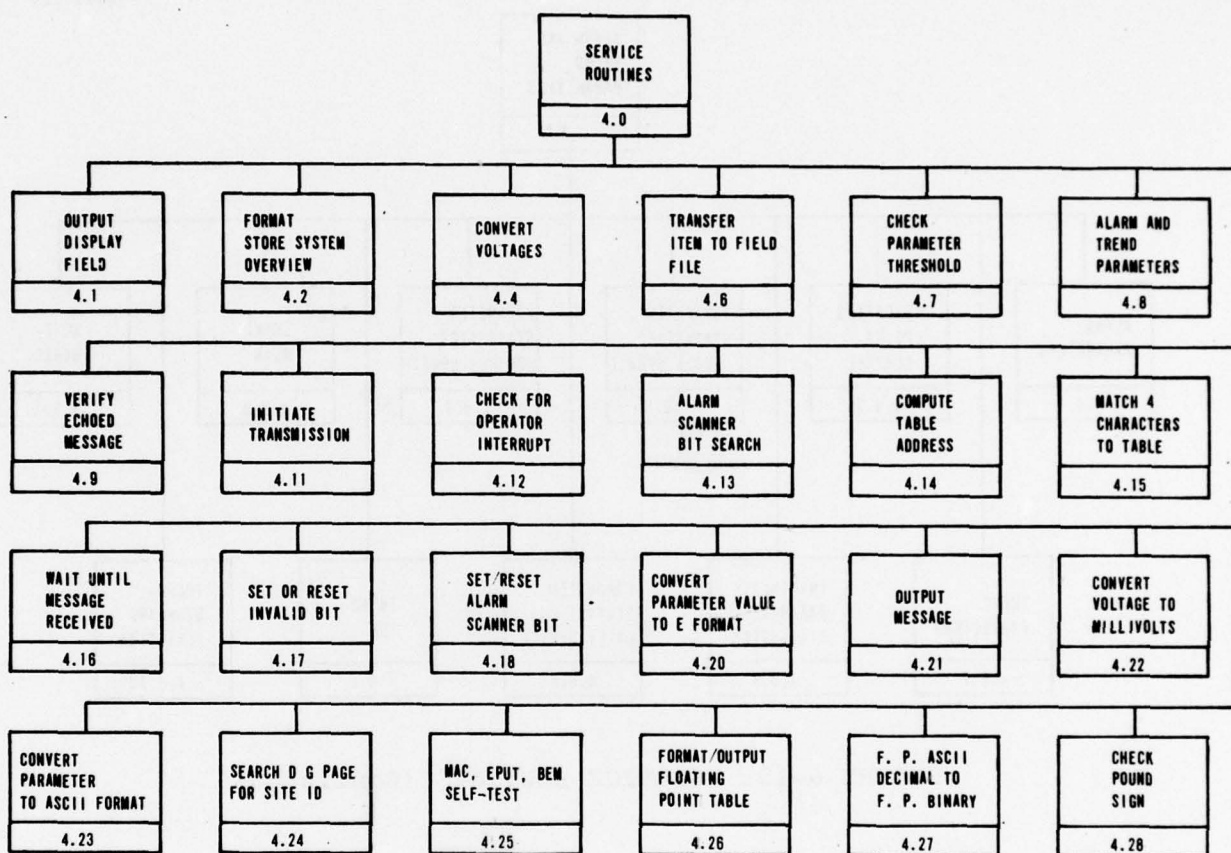 SERVICE
ROUTINES
4.0
OUTPUT
DISPLAY
FIELD
4.1
FORMAT
STORE SYSTEM
OVERVIEW
4.2
CONVERT
VOLTAGES
4.4
TRANSFER
ITEM TO FIELD
FILE
4.6
CHECK
PARAMETER
THRESHOLD
4.7
ALARM AND
TREND
PARAMETERS
4.8
VERIFY
ECHOED
MESSAGE
4.9
INITIATE
TRANSMISSION
4.11
CHECK FOR
OPERATOR
INTERRUPT
4.12
ALARM
SCANNER
BIT SEARCH
4.13
COMPUTE
TABLE
ADDRESS
4.14
MATCH 4
CHARACTERS
TO TABLE
4.15
WAIT UNTIL
MESSAGE
RECEIVED
4.16
SET OR RESET
INVALID BIT
4.17
SET/RESET
ALARM
SCANNER BIT
4.18
CONVERT
PARAMETER VALUE
TO E FORMAT
4.20
OUTPUT
MESSAGE
4.21
CONVERT
VOLTAGE TO
MILLIVOLTS
4.22
CONVERT
PARAMETER
TO ASCII FORMAT
4.23
SEARCH D G PAGE
FOR SITE ID
4.24
MAC, EPUT, BEM
SELF-TEST
4.25
FORMAT/OUTPUT
FLOATING
POINT TABLE
4.26
F. P. ASCII
DECIMAL TO
F. P. BINARY
4.27
CHECK
POUND
SIGN
4.28